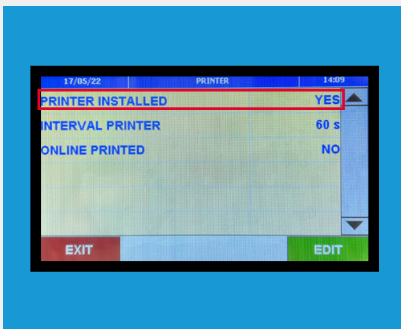 17/05/22 PRINTER 14:09
PRINTER INSTALLED YES
INTERVAL PRINTER 60 s
ONLINE PRINTED NO
EXIT EDIT